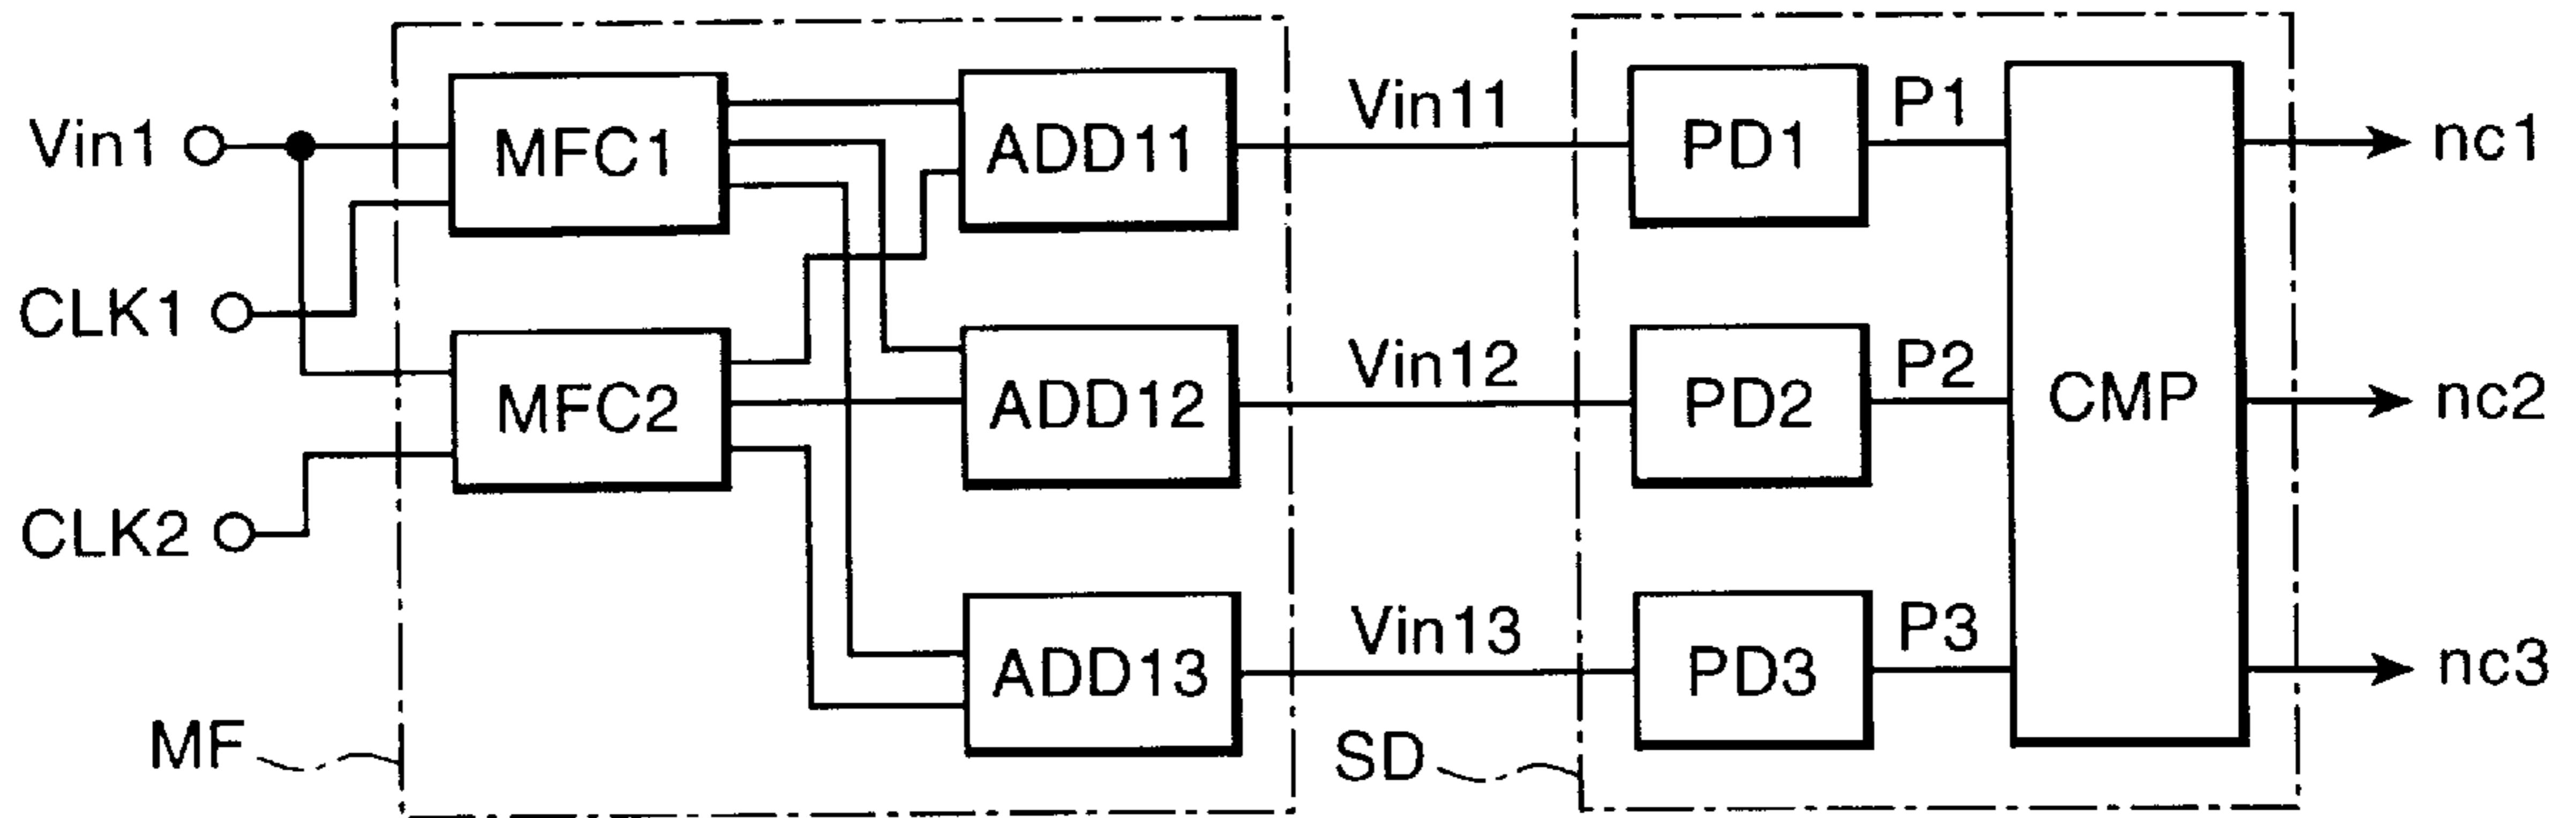 Vin1
CLK1
CLK2
MFC1
MFC2
ADD11
ADD12
ADD13
MF
Vin11
Vin12
Vin13
SD
PD1
PD2
PD3
P1
P2
P3
CMP
nc1
nc2
nc3